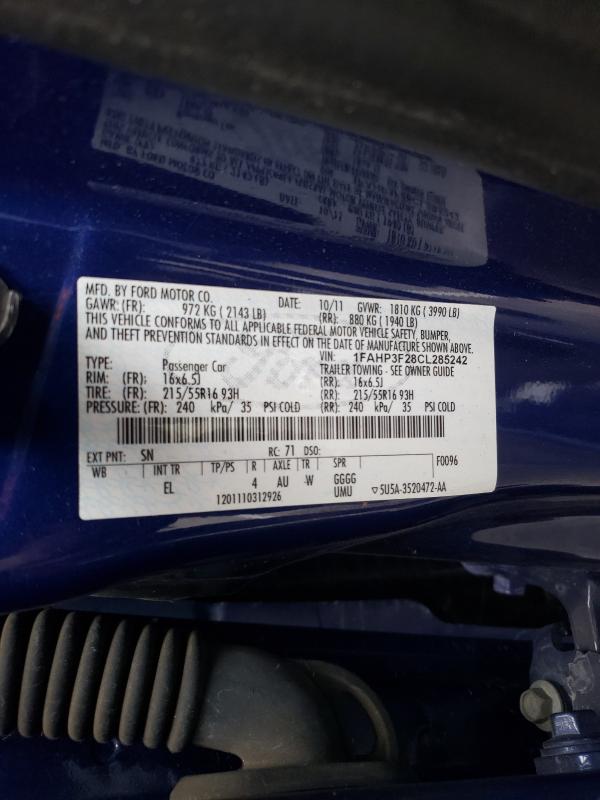 MFD. BY FORD MOTOR CO. DATE: 10/11 GVWR: 1810 KG ( 3990 LB)
GAWR: (FR): 972 KG ( 2143 LB) (RR): 880 KG ( 1940 LB)
THIS VEHICLE CONFORMS TO ALL APPLICABLE FEDERAL MOTOR VEHICLE SAFETY, BUMPER,
AND THEFT PREVENTION STANDARDS IN EFFECT ON THE DATE OF MANUFACTURE SHOWN ABOVE.
VIN: 1FAHP3F28CL285242
TYPE: Passenger Car TRAILER TOWING - SEE OWNER GUIDE
RIM: (FR): 16x6.5J (RR): 16x6.5J
TIRE: (FR): 215/55R16 93H (RR): 215/55R16 93H
PRESSURE: (FR): 240 kPa/ 35 PSI COLD (RR): 240 kPa/ 35 PSI COLD
EXT PNT: SN RC: 71 DSO: F0096
WB INT TR TP/PS R AXLE TR SPR
EL 4 AU W GGGG
1201110312926 UMU ▽5U5A-3520472-AA